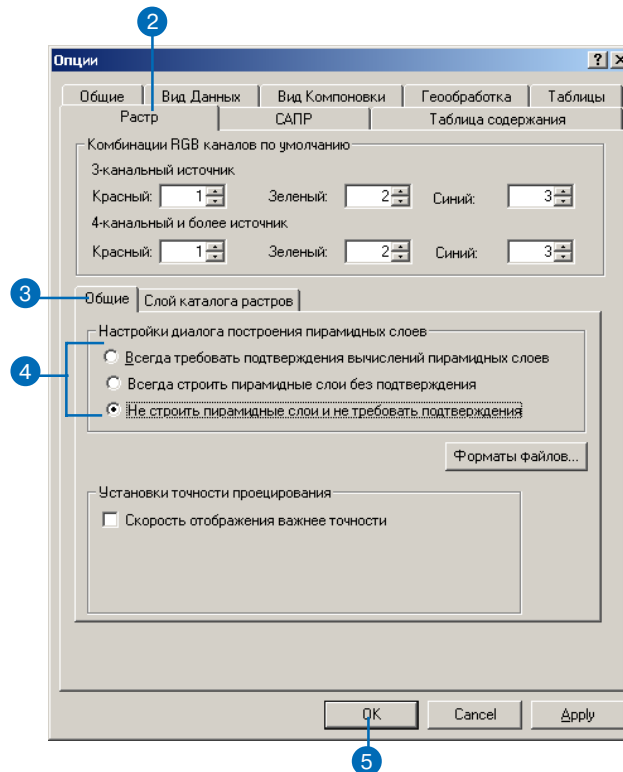 2
Опции
Общие Вид Данных Вид Компоновки Геообработка Таблицы
Растр САПР Таблица содержания
Комбинации RGB каналов по умолчанию
3-канальный источник
Красный: 1 Зеленый: 2 Синий: 3
4-канальный и более источник
Красный: 1 Зеленый: 2 Синий: 3
3
Общие Слой каталога растров
Настройки диалога построения пирамидных слоев
4
Всегда требовать подтверждения вычислений пирамидных слоев
Всегда строить пирамидные слои без подтверждения
Не строить пирамидные слои и не требовать подтверждения
Форматы файлов...
Установки точности проецирования
Скорость отображения важнее точности
OK Cancel Apply
5